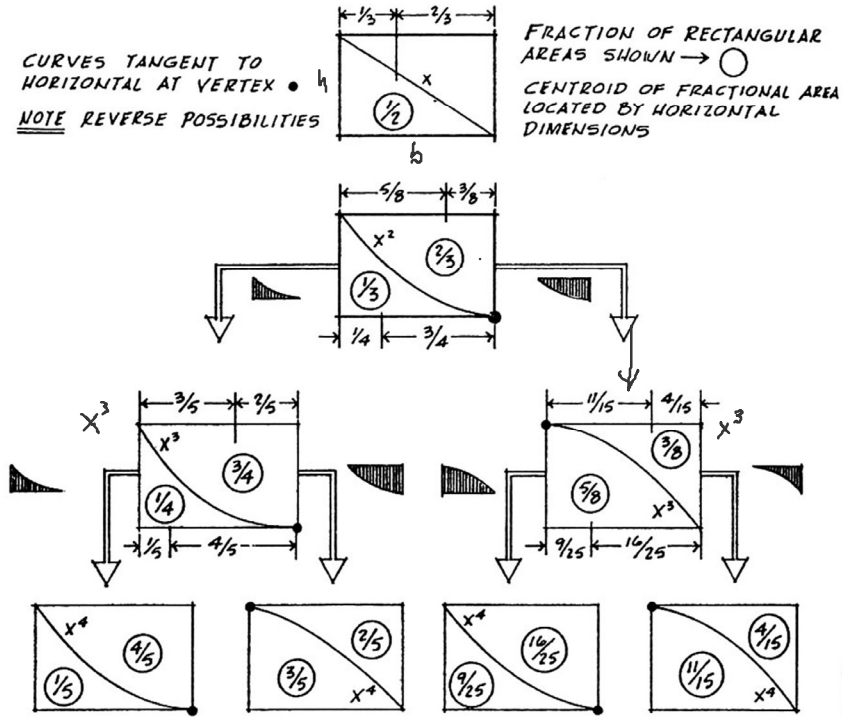 1/3 2/3
FRACTION OF RECTANGULAR
AREAS SHOWN → ◯
CURVES TANGENT TO
HORIZONTAL AT VERTEX •
NOTE REVERSE POSSIBILITIES
h
x
1/2
b
CENTROID OF FRACTIONAL AREA
LOCATED BY HORIZONTAL
DIMENSIONS
5/8 3/8
x²
2/3
1/3
1/4 3/4
x³
3/5 2/5
x³
3/4
1/4
1/5 4/5
11/15 4/15
x³
3/8
5/8
x³
9/25 16/25
x⁴
4/5
1/5
2/5
3/5
x⁴
x⁴
16/25
9/25
4/15
11/15
x⁴